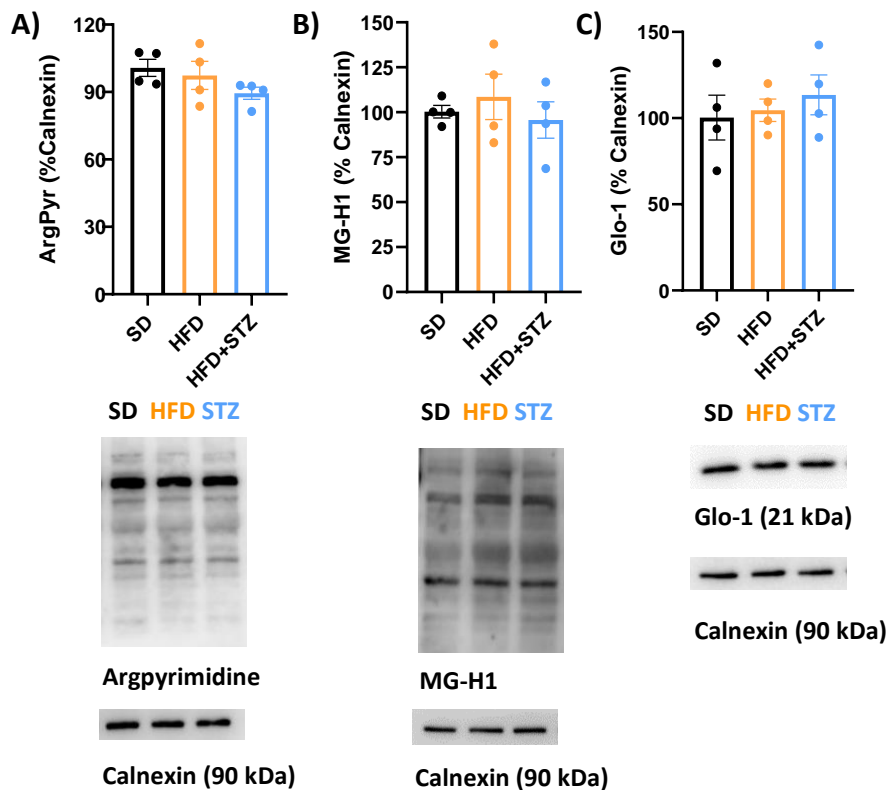 A)
ArgPyr (%Calnexin)
120
90
60
30
0
SD
HFD
HFD+STZ
SD HFD STZ
Argpyrimidine
Calnexin (90 kDa)
B)
MG-H1 (% Calnexin)
150
125
100
75
50
25
0
SD
HFD
HFD+STZ
SD HFD STZ
MG-H1
Calnexin (90 kDa)
C)
Glo-1 (% Calnexin)
150
100
50
0
SD
HFD
HFD+STZ
SD HFD STZ
Glo-1 (21 kDa)
Calnexin (90 kDa)